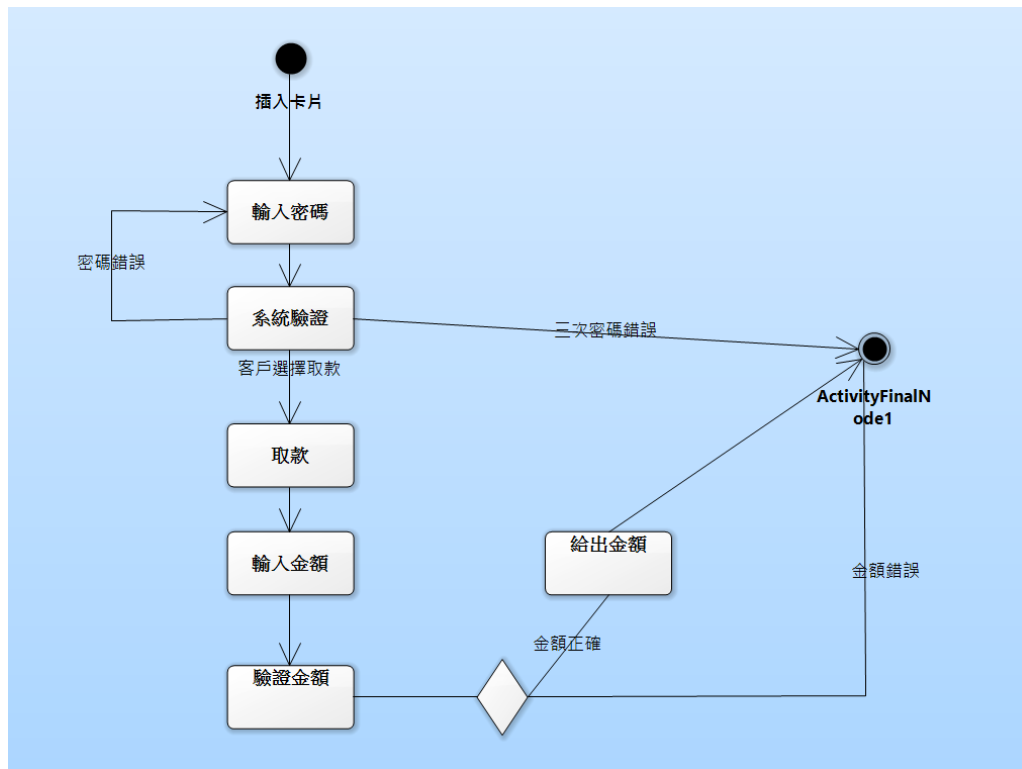 插入卡片
輸入密碼
密碼錯誤
系統驗證
三次密碼錯誤
客戶選擇取款
ActivityFinalN
ode1
取款
給出金額
輸入金額
金額錯誤
金額正確
驗證金額